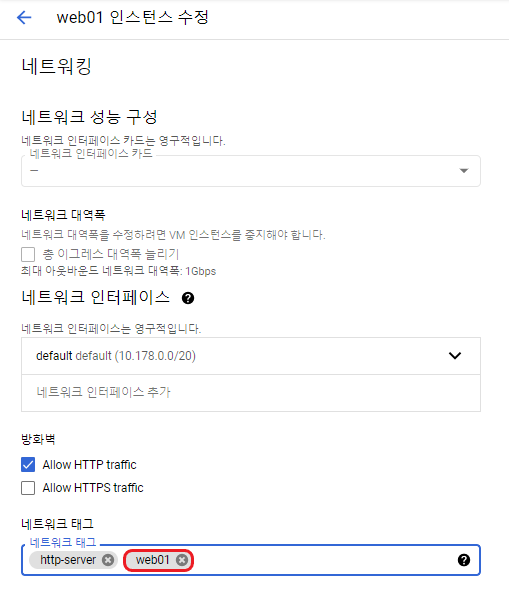 web01 인스턴스 수정
네트워킹
네트워크 성능 구성
네트워크 인터페이스 카드는 영구적입니다.
네트워크 인터페이스 카드
—
네트워크 대역폭
네트워크 대역폭을 수정하려면 VM 인스턴스를 중지해야 합니다.
총 이그레스 대역폭 늘리기
최대 아웃바운드 네트워크 대역폭: 1Gbps
네트워크 인터페이스 ?
네트워크 인터페이스는 영구적입니다.
default default (10.178.0.0/20)
네트워크 인터페이스 추가
방화벽
Allow HTTP traffic
Allow HTTPS traffic
네트워크 태그
네트워크 태그
http-server web01 ?